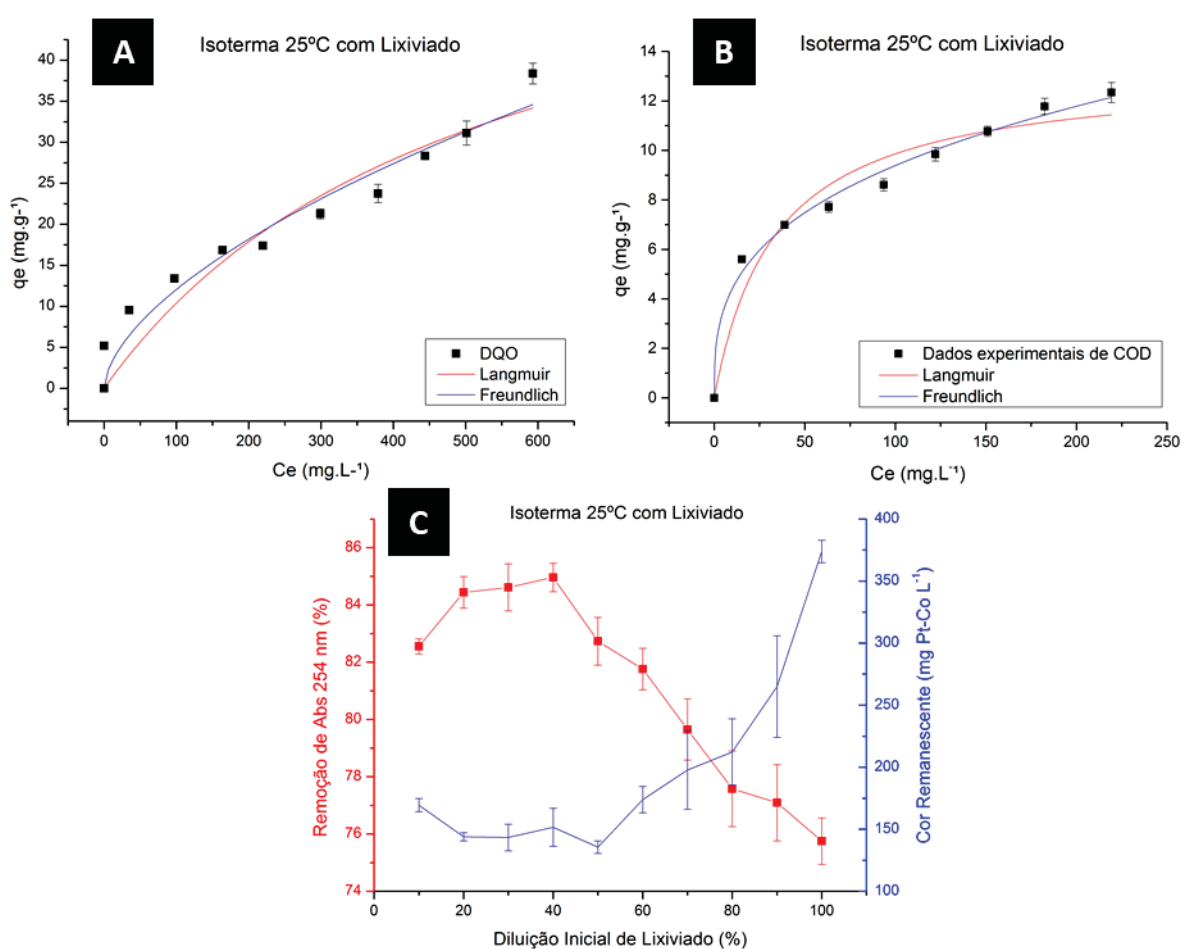 A
Isoterma 25ºC com Lixiviado
40
35
30
25
20
15
10
5
0
qe (mg.g-¹)
DQO
Langmuir
Freundlich
0 100 200 300 400 500 600
Ce (mg.L-¹)
B
Isoterma 25ºC com Lixiviado
14
12
10
8
6
4
2
0
qe (mg.g-¹)
Dados experimentais de COD
Langmuir
Freundlich
0 50 100 150 200 250
Ce (mg.L⁻¹)
C
Isoterma 25ºC com Lixiviado
86
84
82
80
78
76
74
Remoção de Abs 254 nm (%)
400
350
300
250
200
150
100
Cor Remanescente (mg Pt-Co L⁻¹)
0 20 40 60 80 100
Diluição Inicial de Lixiviado (%)